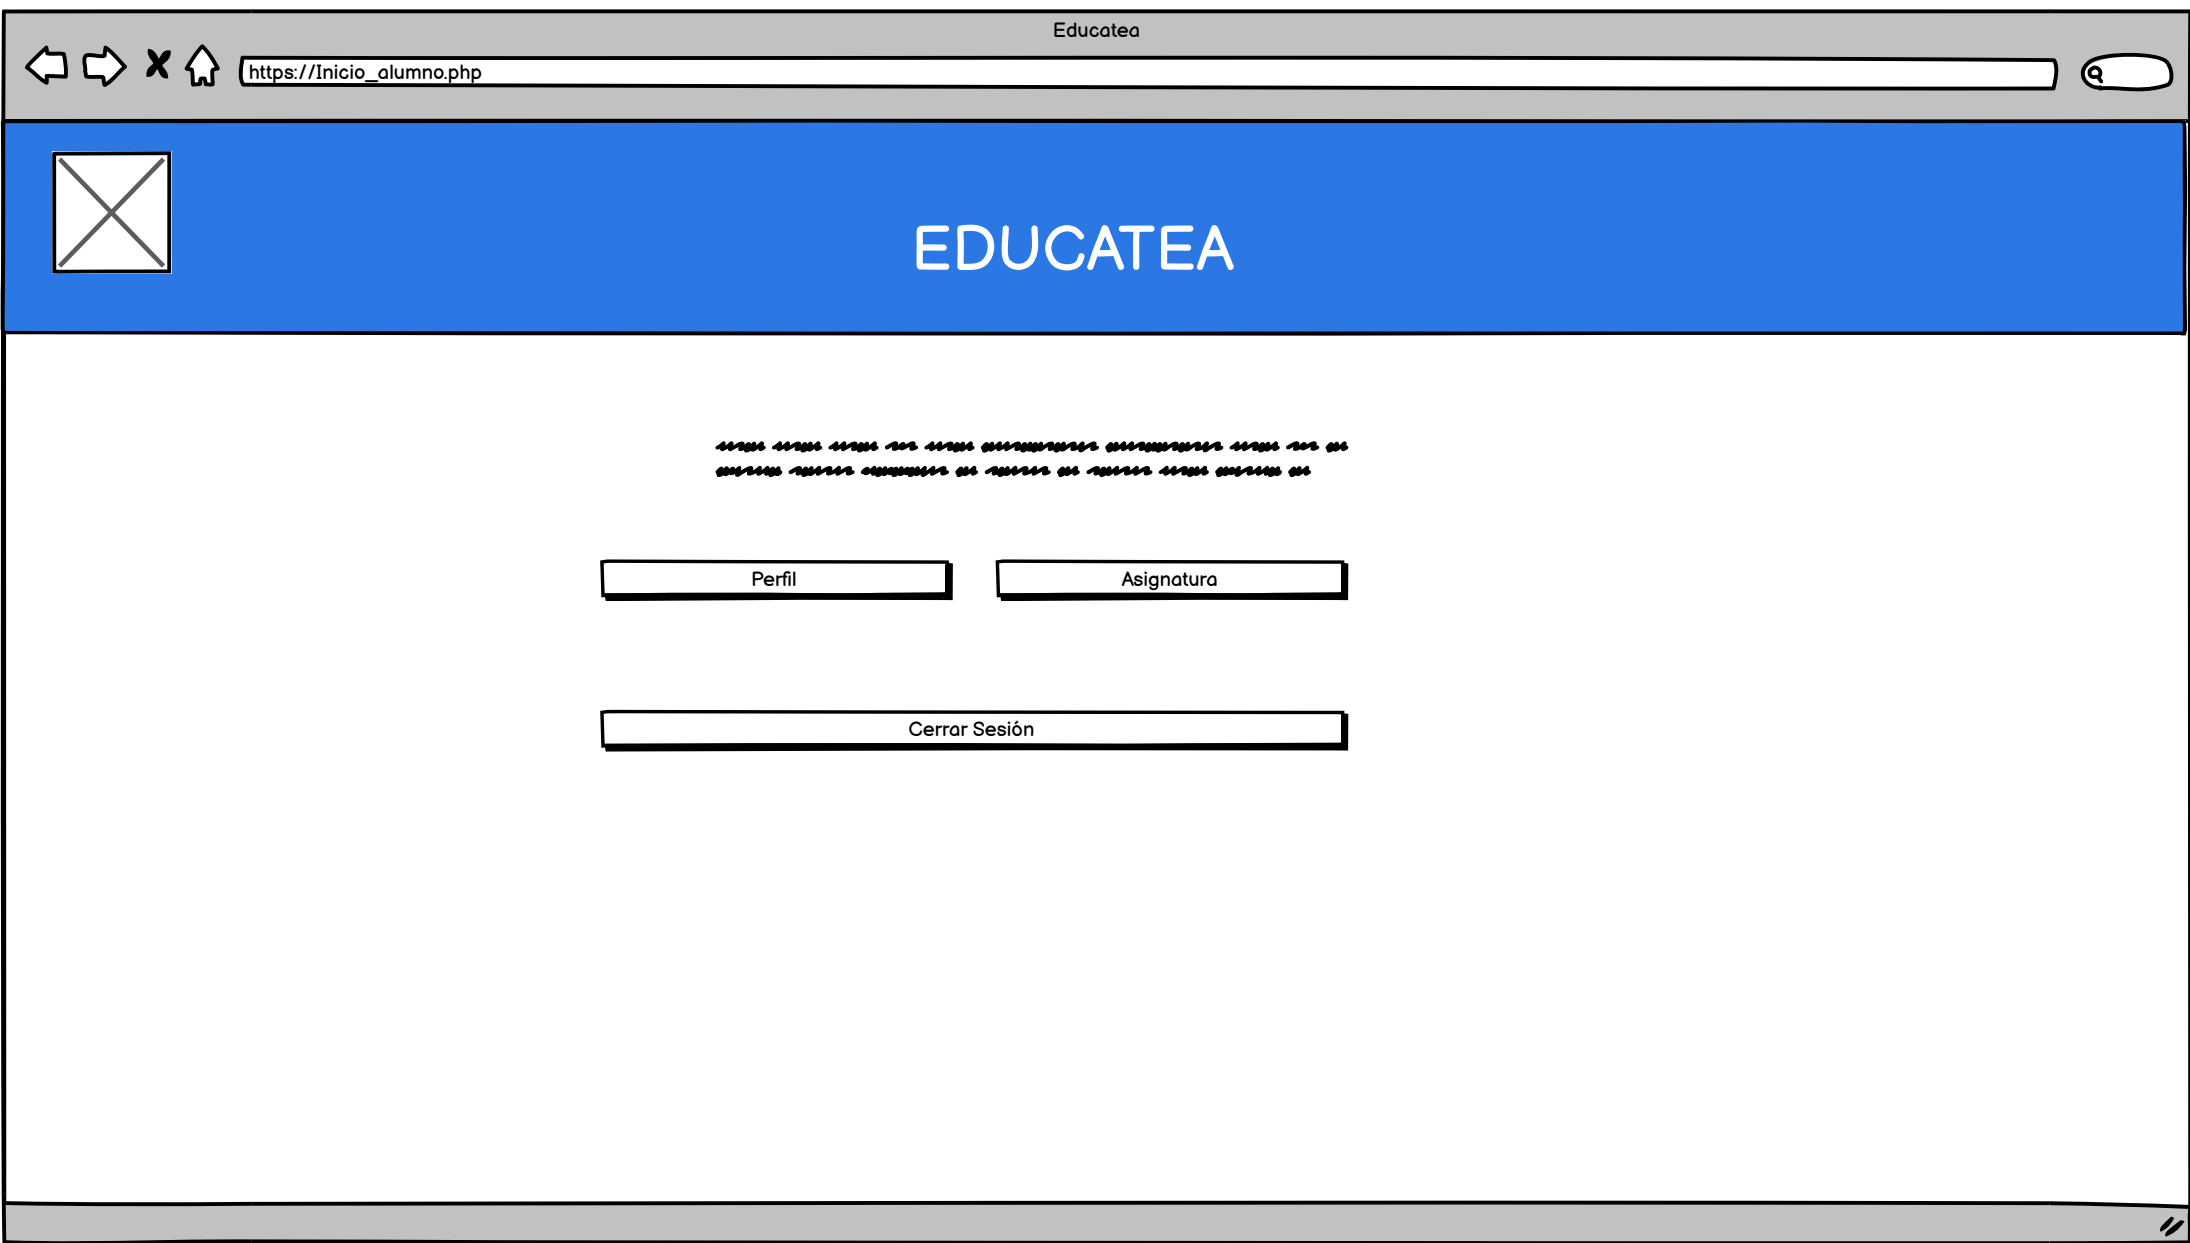 Educatea
https://Inicio_alumno.php
EDUCATEA
Perfil
Asignatura
Cerrar Sesión